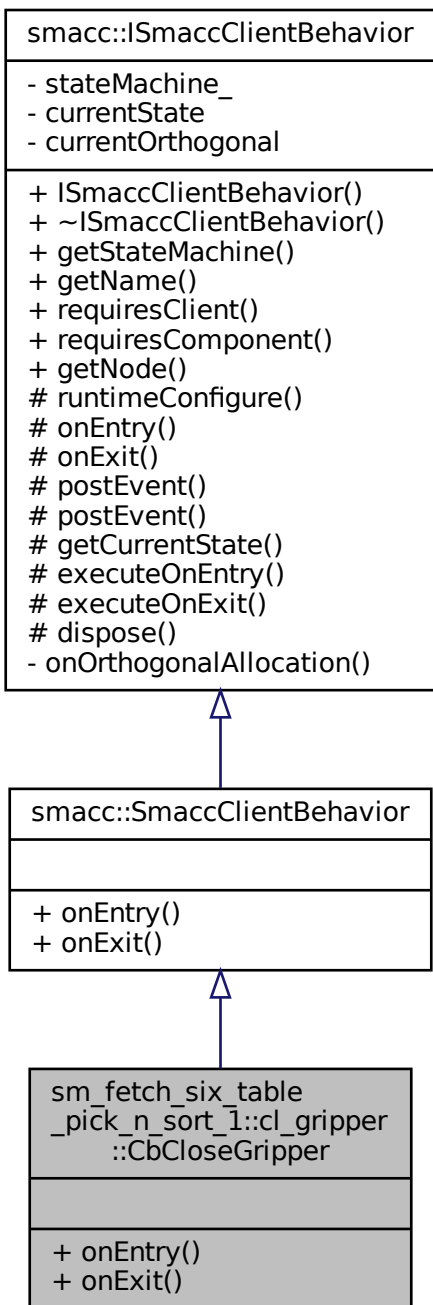 smacc::ISmaccClientBehavior
- stateMachine_
- currentState
- currentOrthogonal
+ ISmaccClientBehavior()
+ ~ISmaccClientBehavior()
+ getStateMachine()
+ getName()
+ requiresClient()
+ requiresComponent()
+ getNode()
# runtimeConfigure()
# onEntry()
# onExit()
# postEvent()
# postEvent()
# getCurrentState()
# executeOnEntry()
# executeOnExit()
# dispose()
- onOrthogonalAllocation()
smacc::SmaccClientBehavior
+ onEntry()
+ onExit()
sm_fetch_six_table
_pick_n_sort_1::cl_gripper
::CbCloseGripper
+ onEntry()
+ onExit()